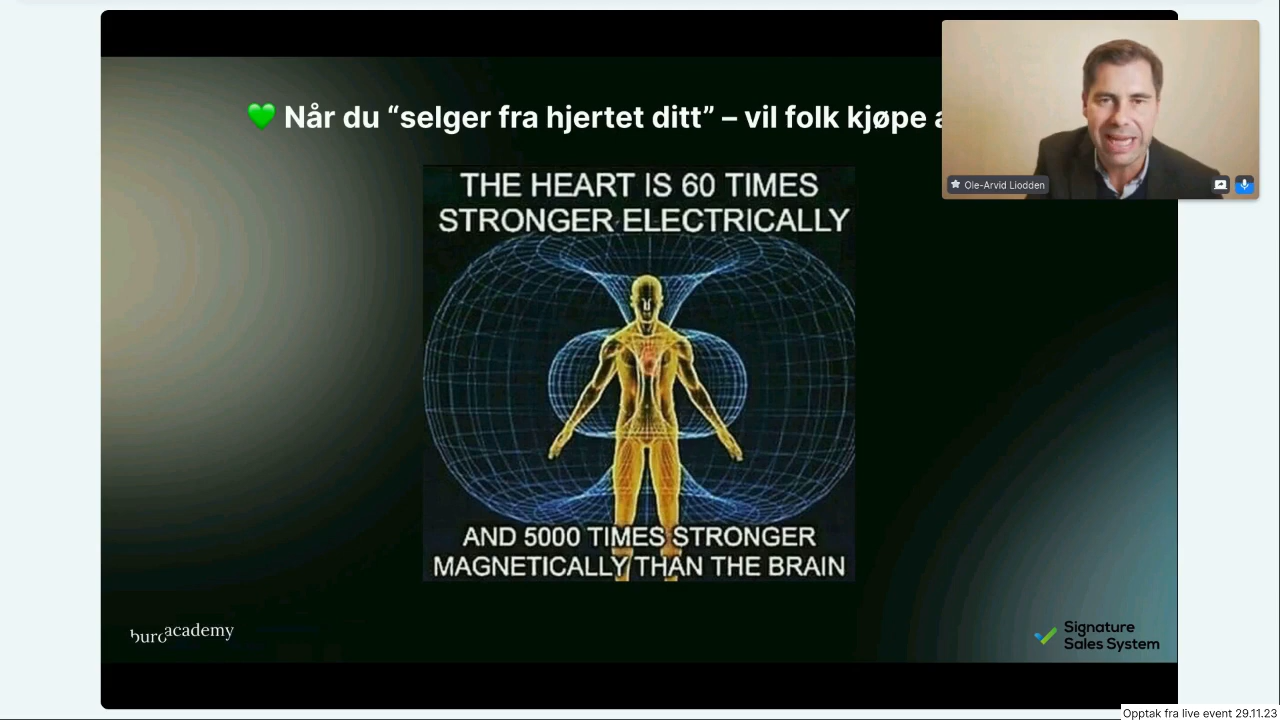 💚 Når du “selger fra hjertet ditt” – vil folk kjøpe
THE HEART IS 60 TIMES
STRONGER ELECTRICALLY
AND 5000 TIMES STRONGER
MAGNETICALLY THAN THE BRAIN
Ole-Arvid Liodden
buro academy
Signature
Sales System
Opptak fra live event 29.11.23